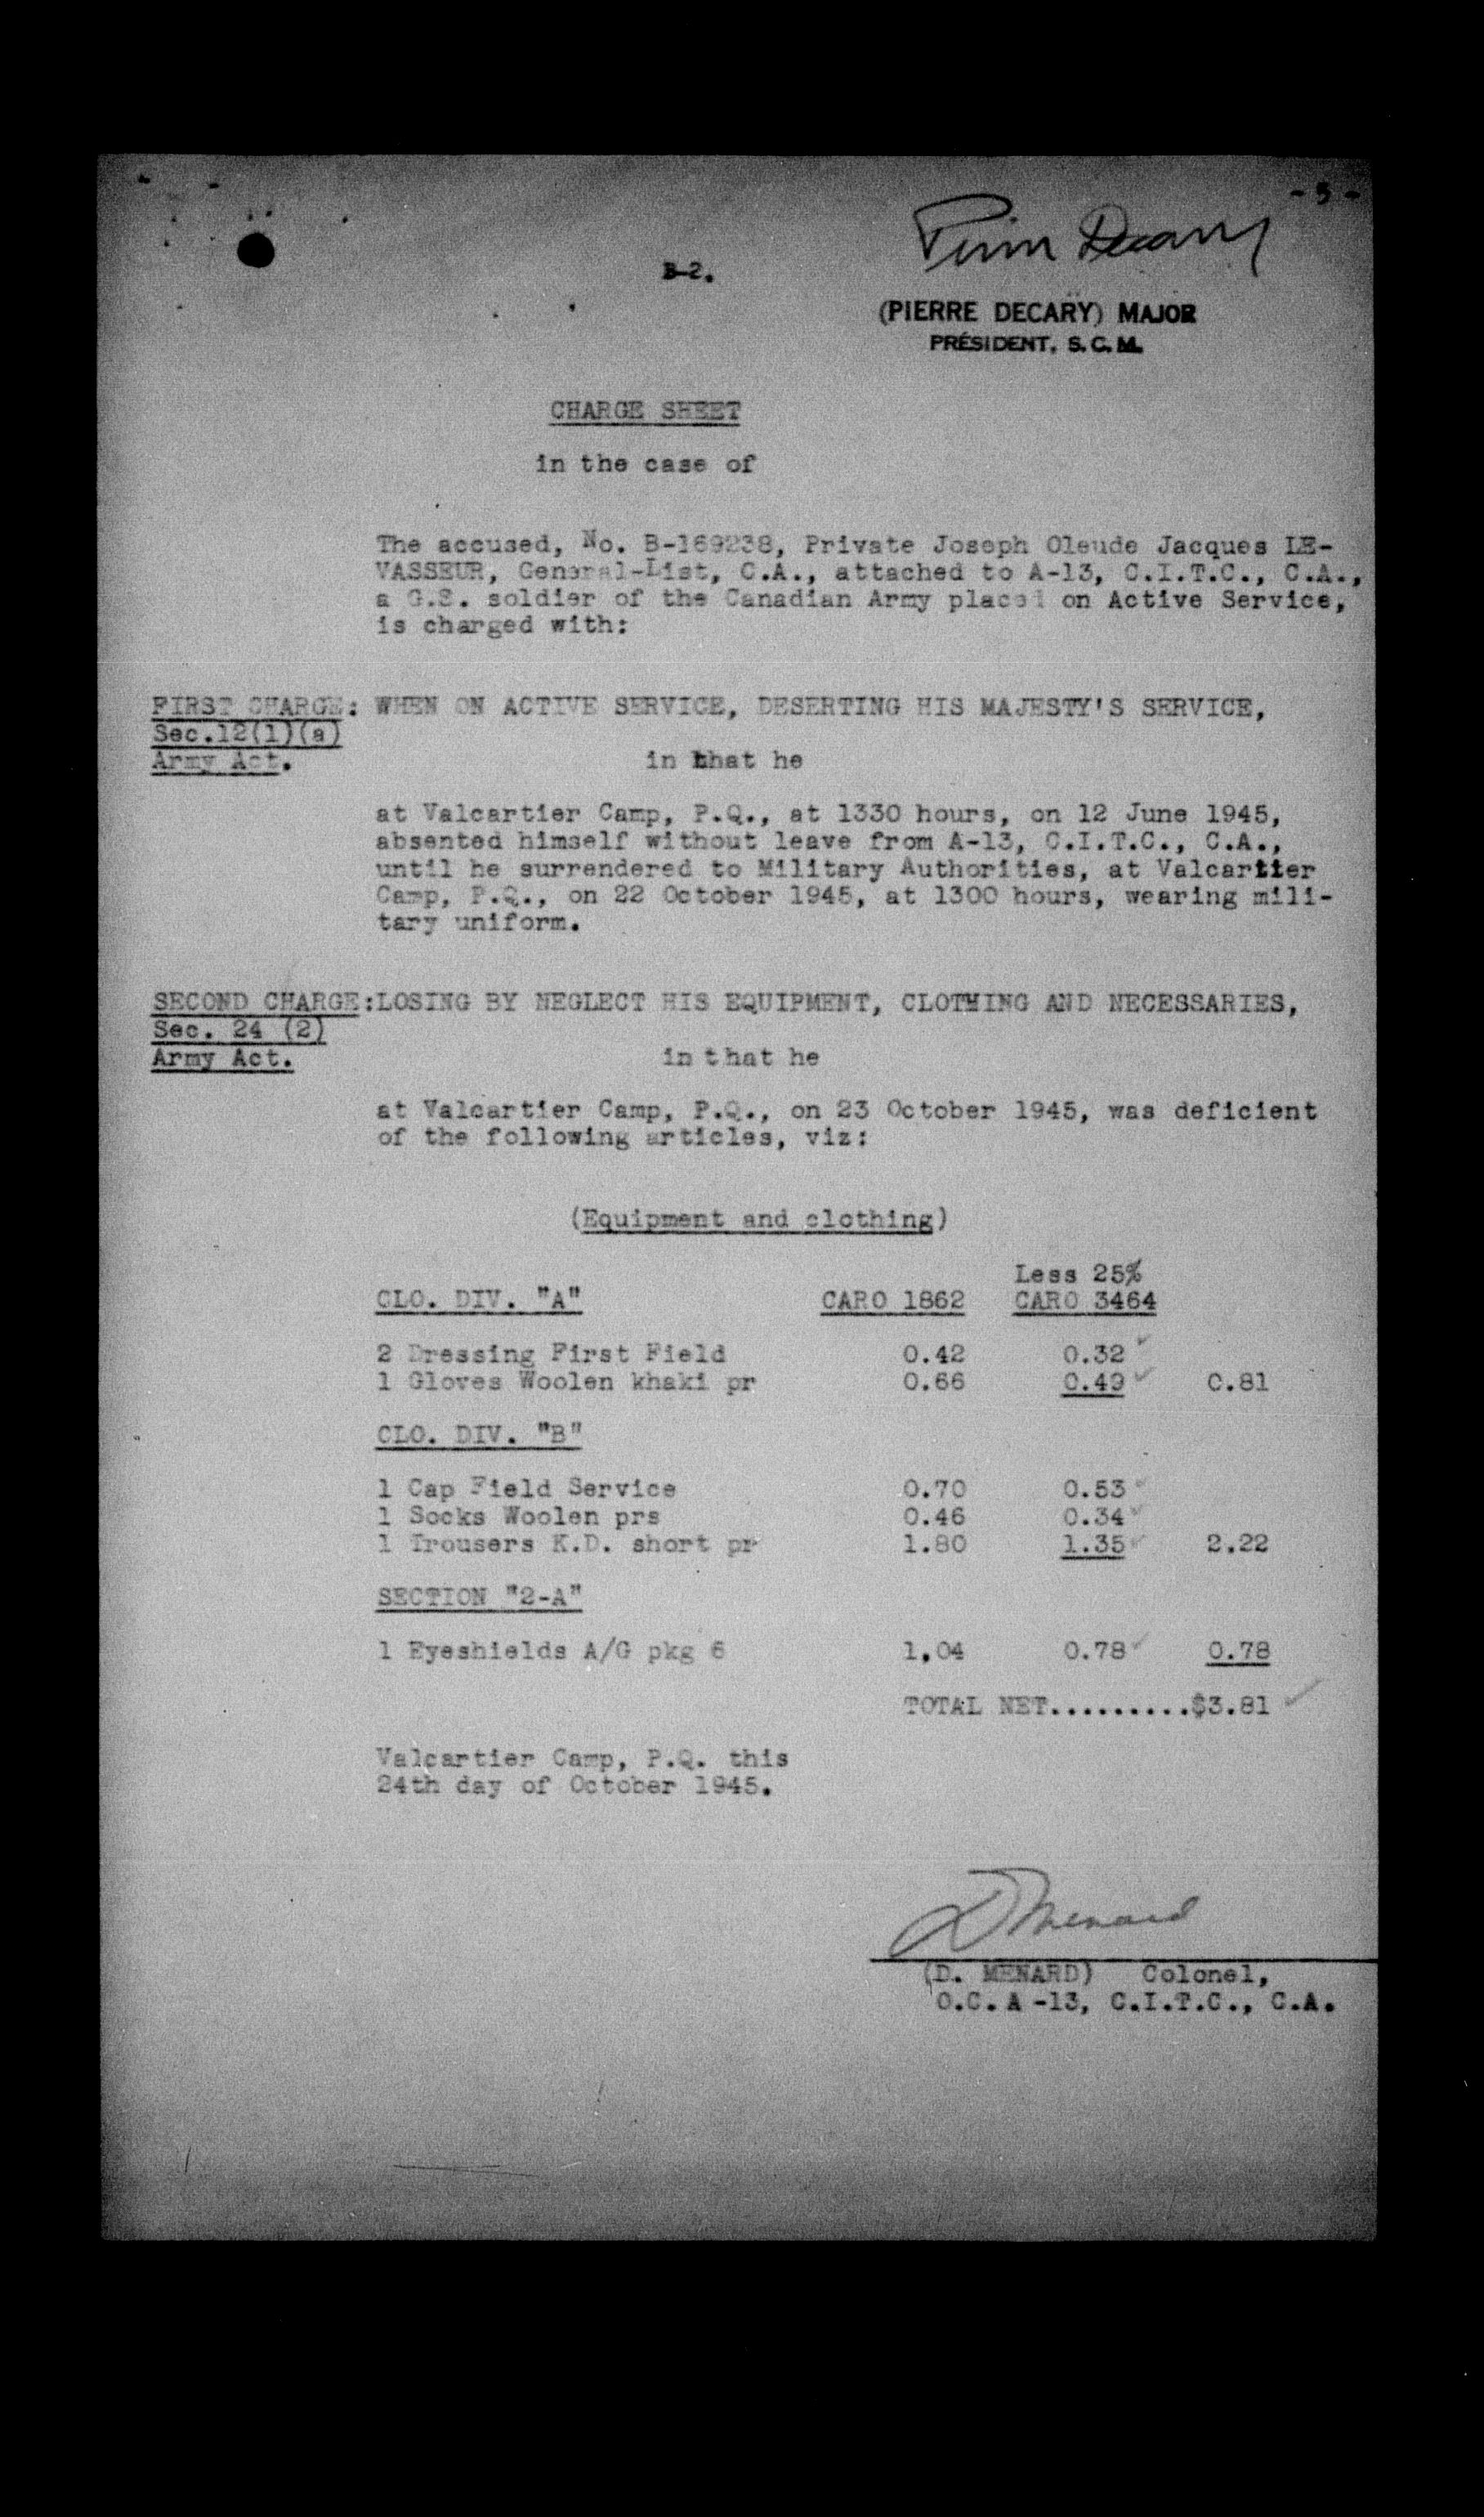 - 5 -
Pierre Decary
B-2.
(PIERRE DECARY) MAJOR
PRÉSIDENT, S.C.M.
CHARGE SHEET
in the case of
The accused, No. B-169238, Private Joseph Oleude Jacques LE-
VASSEUR, General-List, C.A., attached to A-13, C.I.T.C., C.A.,
a G.S. soldier of the Canadian Army placed on Active Service,
is charged with:
FIRST CHARGE: WHEN ON ACTIVE SERVICE, DESERTING HIS MAJESTY'S SERVICE,
Sec.12(1)(a)
Army Act. in that he
at Valcartier Camp, P.Q., at 1330 hours, on 12 June 1945,
absented himself without leave from A-13, C.I.T.C., C.A.,
until he surrendered to Military Authorities, at Valcartier
Camp, P.Q., on 22 October 1945, at 1300 hours, wearing mili-
tary uniform.
SECOND CHARGE:LOSING BY NEGLECT HIS EQUIPMENT, CLOTHING AND NECESSARIES,
Sec. 24 (2)
Army Act. in that he
at Valcartier Camp, P.Q., on 23 October 1945, was deficient
of the following articles, viz:
(Equipment and clothing)
Less 25%
CLO. DIV. "A" CARO 1862 CARO 3464
2 Dressing First Field 0.42 0.32
1 Gloves Woolen khaki pr 0.66 0.49 0.81
CLO. DIV. "B"
1 Cap Field Service 0.70 0.53
1 Socks Woolen prs 0.46 0.34
1 Trousers K.D. short pr 1.80 1.35 2.22
SECTION "2-A"
1 Eyeshields A/G pkg 6 1.04 0.78 0.78
TOTAL NET..........$3.81
Valcartier Camp, P.Q. this
24th day of October 1945.
D Menard
(D. MENARD) Colonel,
O.C. A -13, C.I.T.C., C.A.